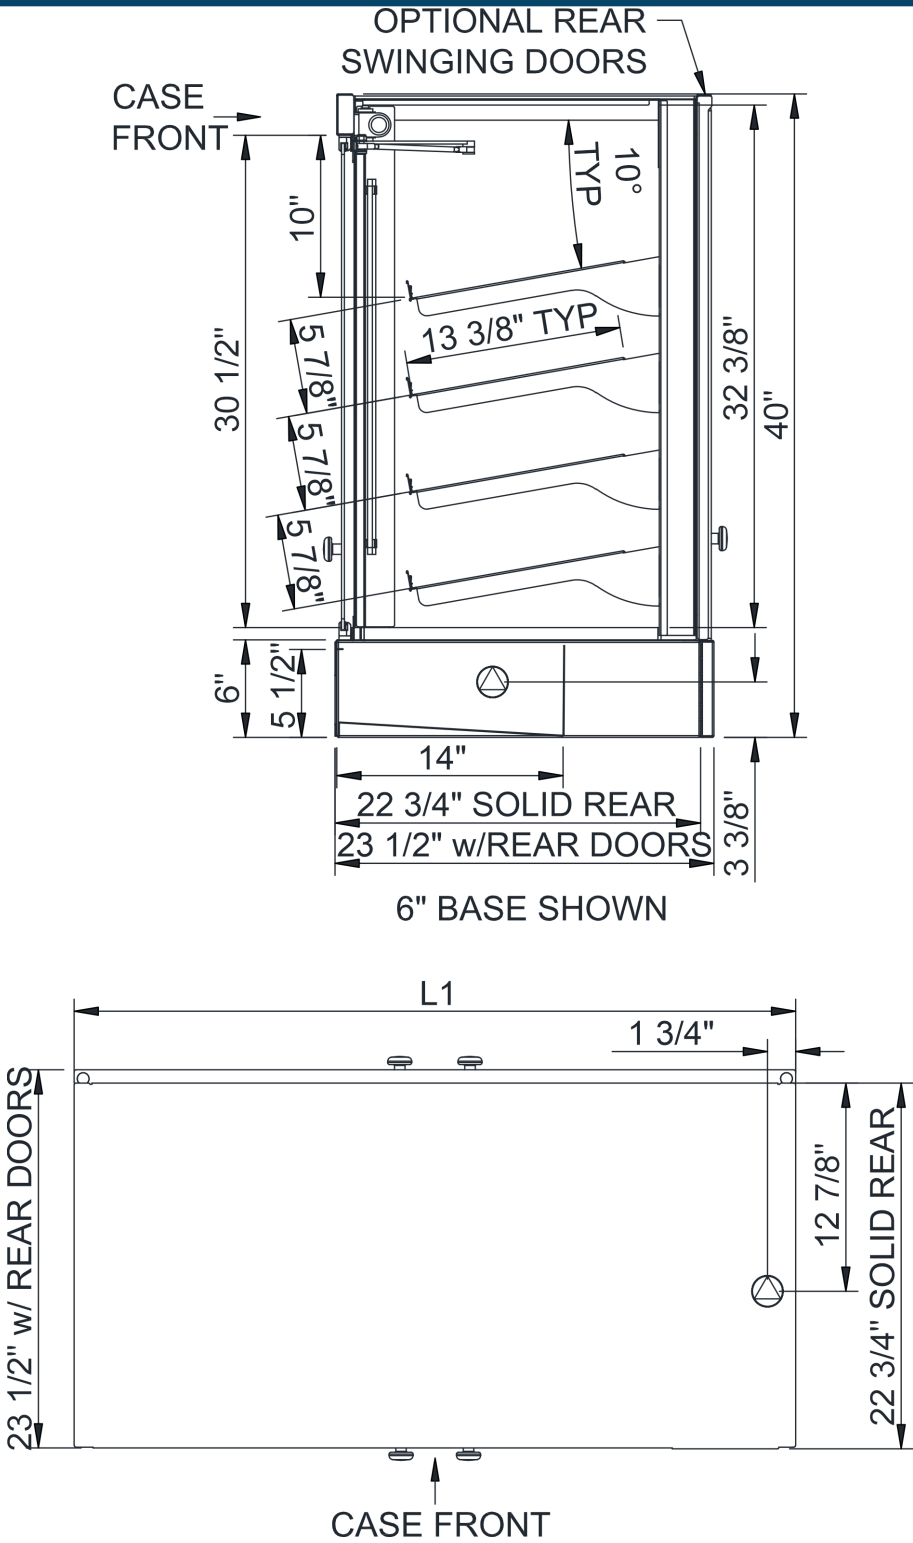 OPTIONAL REAR
SWINGING DOORS
CASE
FRONT
10°
TYP
10"
13 3/8" TYP
5 7/8"
5 7/8"
5 7/8"
30 1/2"
32 3/8"
40"
6"
5 1/2"
14"
22 3/4" SOLID REAR
23 1/2" w/REAR DOORS
3 3/8"
6" BASE SHOWN
L1
1 3/4"
23 1/2" w/ REAR DOORS
12 7/8"
22 3/4" SOLID REAR
CASE FRONT